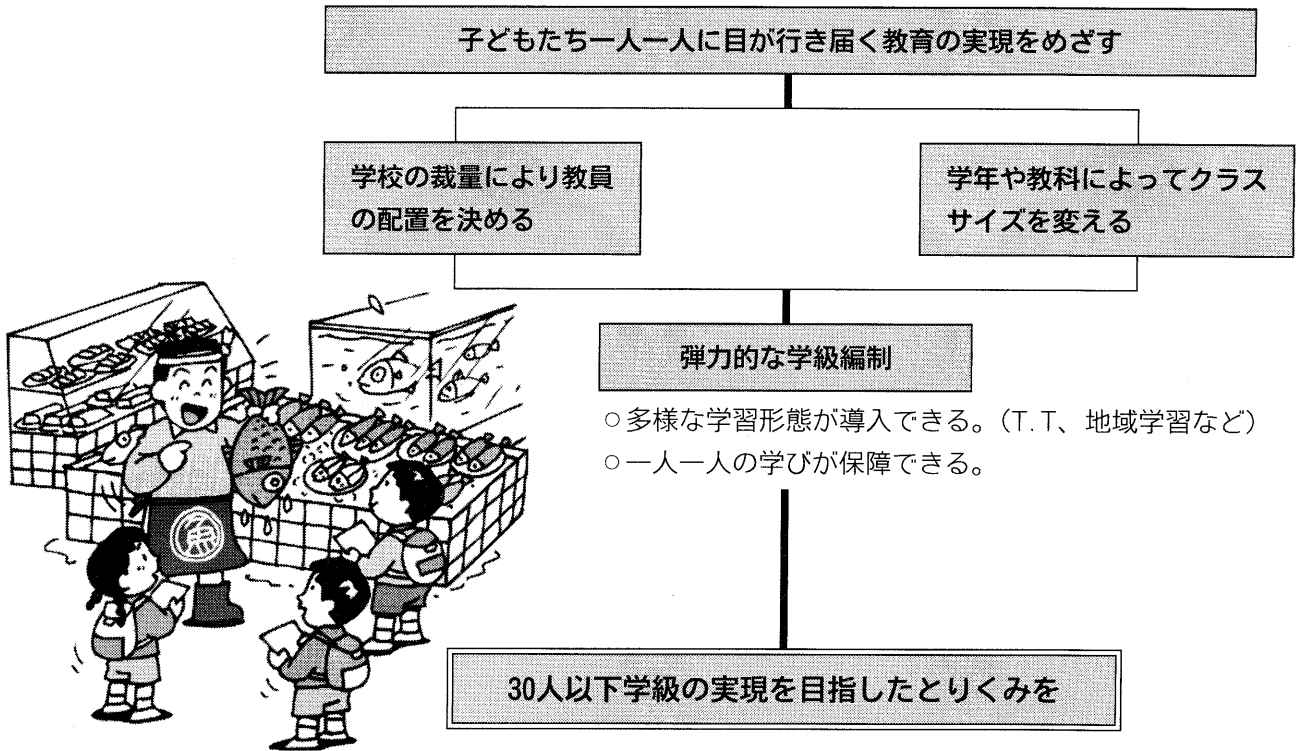 子どもたち一人一人に目が行き届く教育の実現をめざす
学校の裁量により教員
の配置を決める
学年や教科によってクラス
サイズを変える
弾力的な学級編制
○多様な学習形態が導入できる。（T.T、地域学習など）
○一人一人の学びが保障できる。
魚
30人以下学級の実現を目指したとりくみを